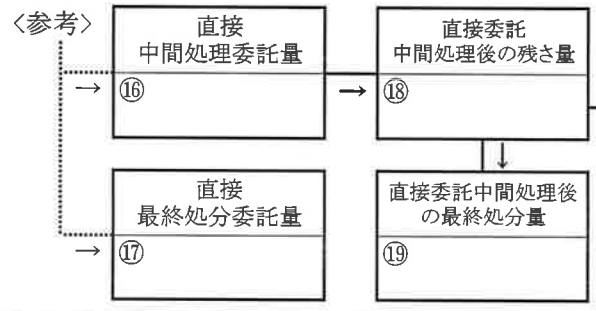 〈参考〉
直接
中間処理委託量
→ ⑯
→
直接委託
中間処理後の残さ量
⑱
↓
直接
最終処分委託量
→ ⑰
直接委託中間処理後
の最終処分量
⑲